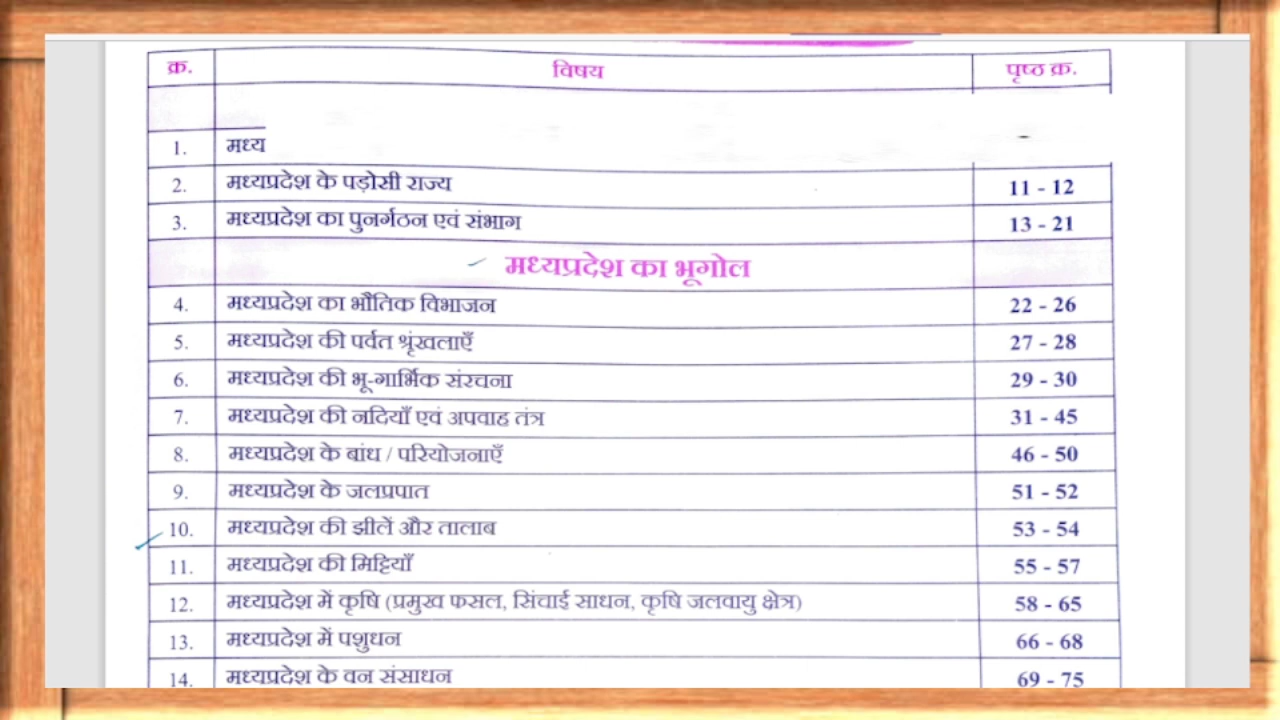 क्र. विषय पृष्ठ क्र.
1. मध्य
2. मध्यप्रदेश के पड़ोसी राज्य 11 - 12
3. मध्यप्रदेश का पुनर्गठन एवं संभाग 13 - 21
मध्यप्रदेश का भूगोल
4. मध्यप्रदेश का भौतिक विभाजन 22 - 26
5. मध्यप्रदेश की पर्वत श्रृंखलाएँ 27 - 28
6. मध्यप्रदेश की भू-गार्भिक संरचना 29 - 30
7. मध्यप्रदेश की नदियाँ एवं अपवाह तंत्र 31 - 45
8. मध्यप्रदेश के बांध / परियोजनाएँ 46 - 50
9. मध्यप्रदेश के जलप्रपात 51 - 52
10. मध्यप्रदेश की झीलें और तालाब 53 - 54
11. मध्यप्रदेश की मिट्टियाँ 55 - 57
12. मध्यप्रदेश में कृषि (प्रमुख फसल, सिंचाई साधन, कृषि जलवायु क्षेत्र) 58 - 65
13. मध्यप्रदेश में पशुधन 66 - 68
14. मध्यप्रदेश के वन संसाधन 69 - 75